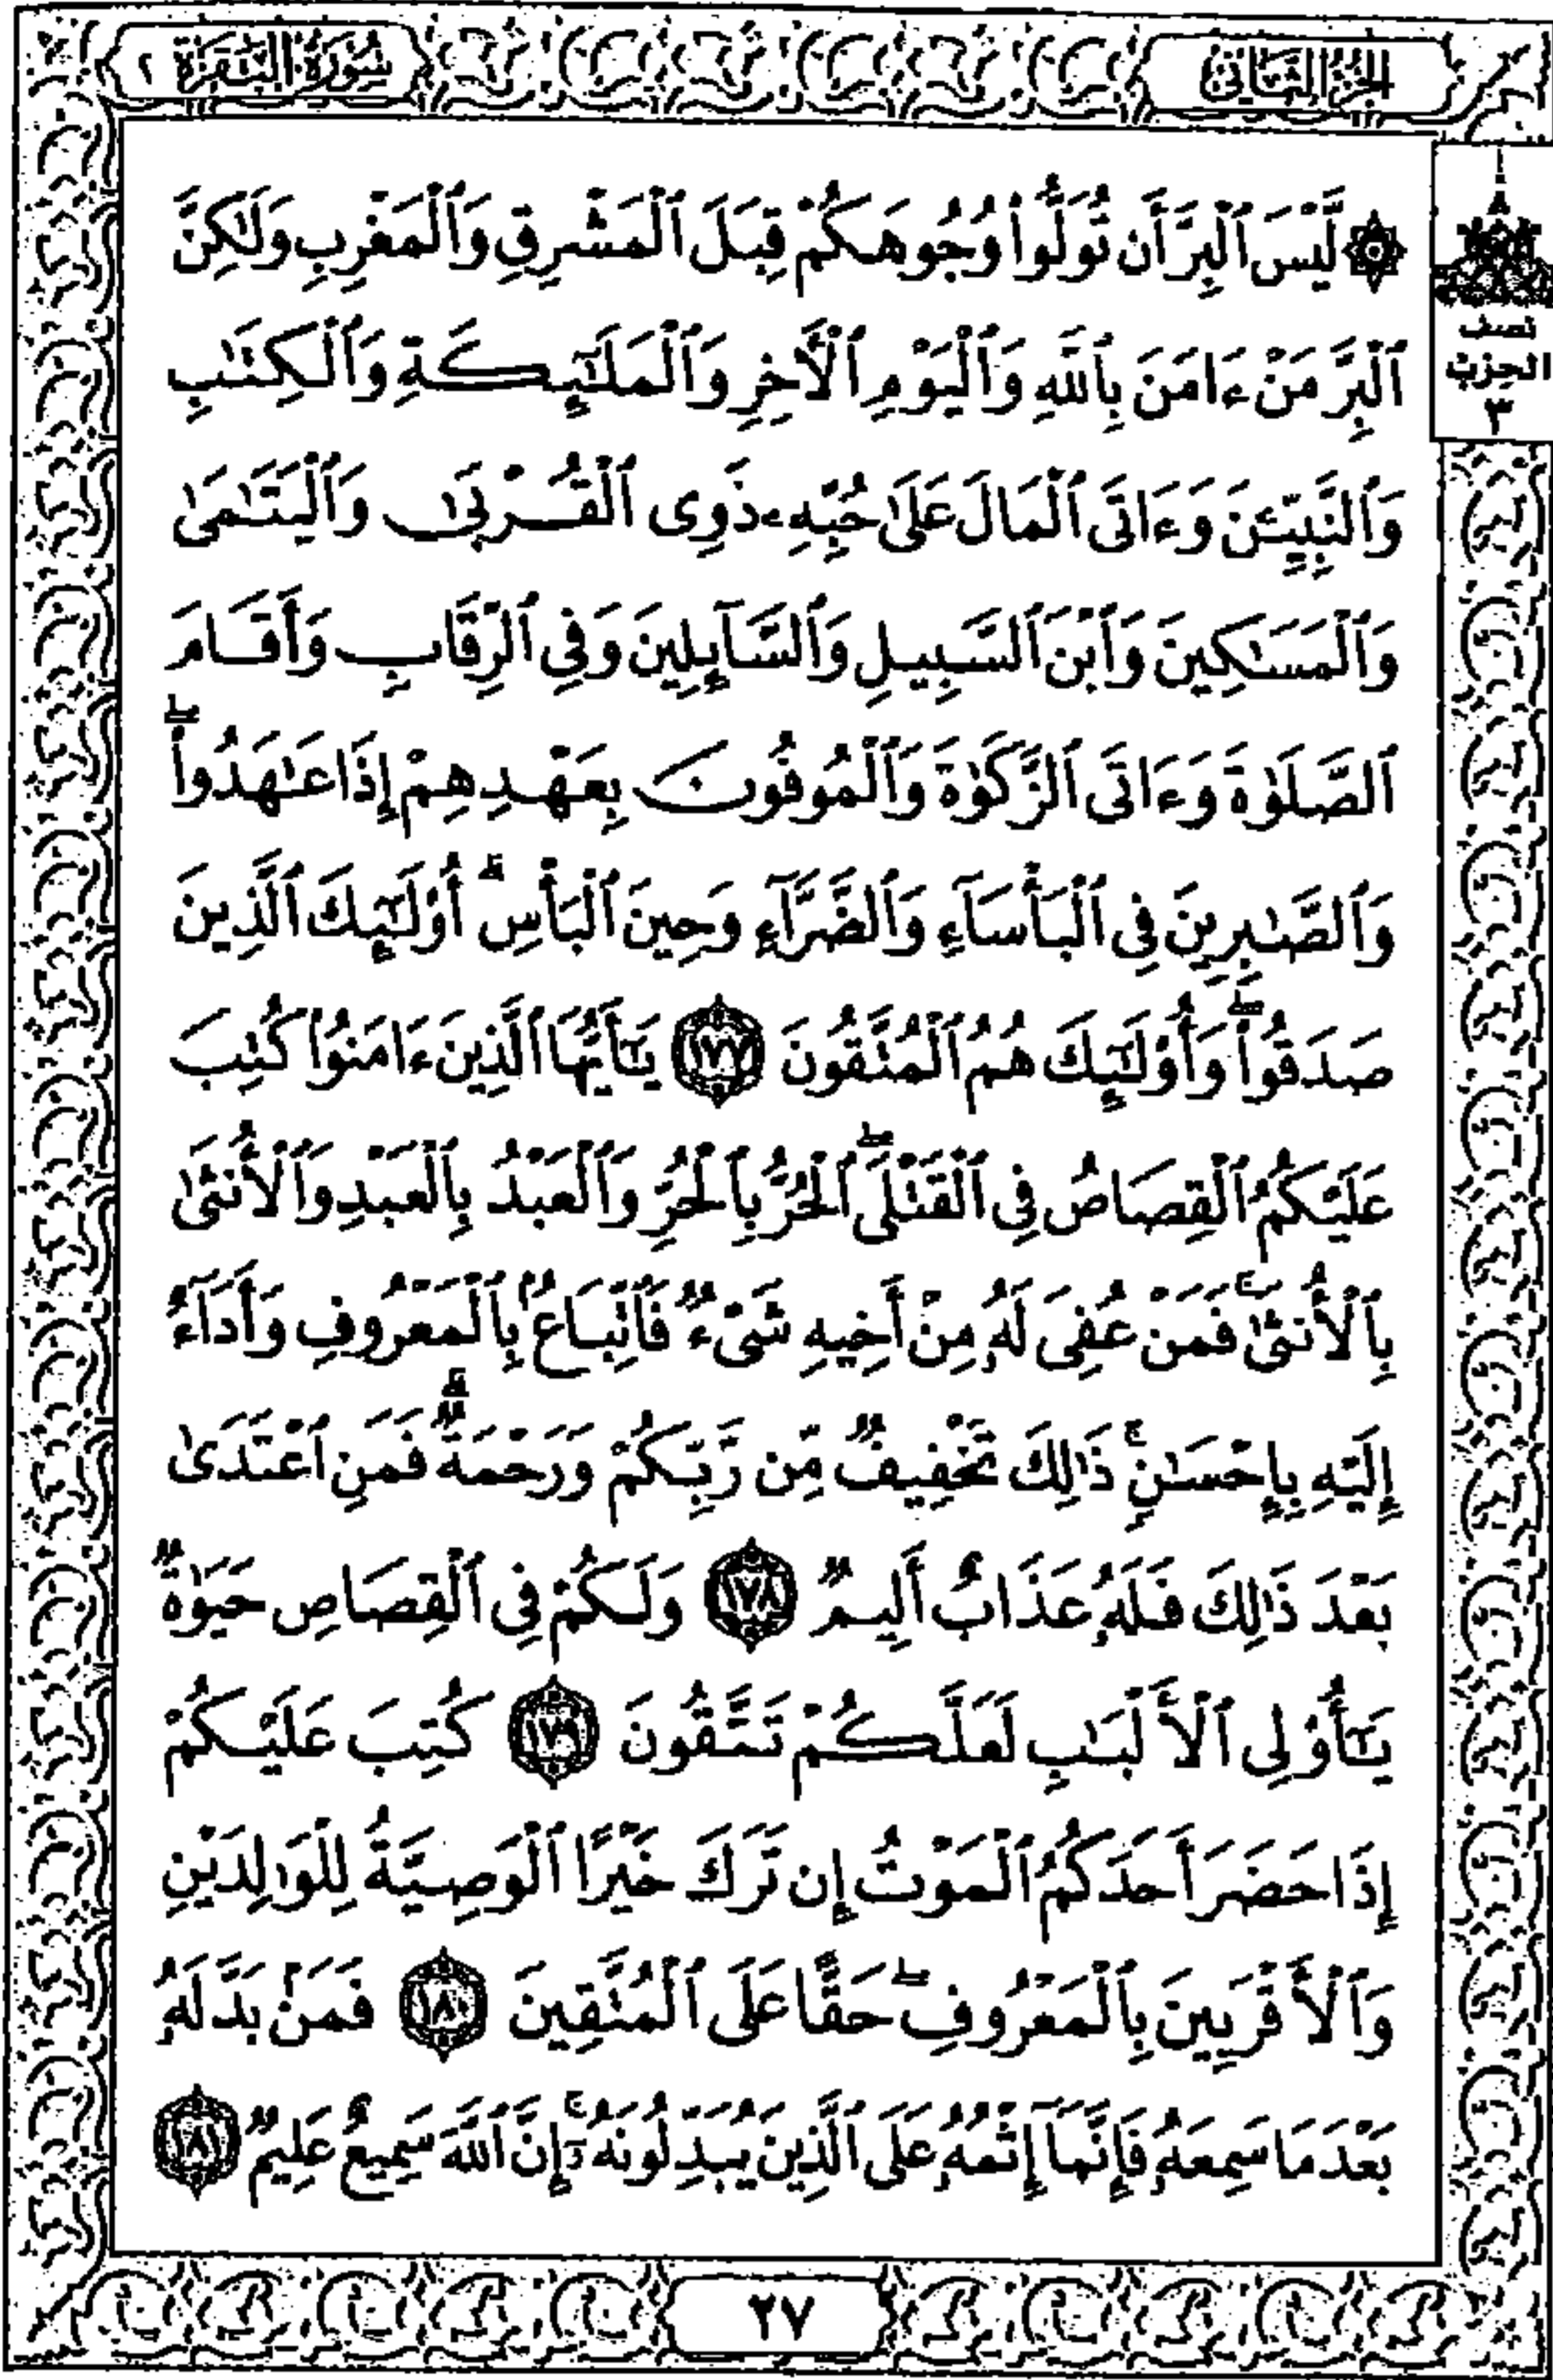 الجزء الثاني
سورة البقرة ٢
نصف
الحزب
٣
۞ لَّيْسَ ٱلْبِرَّ أَن تُوَلُّوا۟ وُجُوهَكُمْ قِبَلَ ٱلْمَشْرِقِ وَٱلْمَغْرِبِ وَلَٰكِنَّ
ٱلْبِرَّ مَنْ ءَامَنَ بِٱللَّهِ وَٱلْيَوْمِ ٱلْأَخِرِ وَٱلْمَلَٰٓئِكَةِ وَٱلْكِتَٰبِ
وَٱلنَّبِيِّۦنَ وَءَاتَى ٱلْمَالَ عَلَىٰ حُبِّهِۦ ذَوِى ٱلْقُرْبَىٰ وَٱلْيَتَٰمَىٰ
وَٱلْمَسَٰكِينَ وَٱبْنَ ٱلسَّبِيلِ وَٱلسَّآئِلِينَ وَفِى ٱلرِّقَابِ وَأَقَامَ
ٱلصَّلَوٰةَ وَءَاتَى ٱلزَّكَوٰةَ وَٱلْمُوفُونَ بِعَهْدِهِمْ إِذَا عَٰهَدُوا۟ ۖ
وَٱلصَّٰبِرِينَ فِى ٱلْبَأْسَآءِ وَٱلضَّرَّآءِ وَحِينَ ٱلْبَأْسِ ۗ أُو۟لَٰٓئِكَ ٱلَّذِينَ
صَدَقُوا۟ ۖ وَأُو۟لَٰٓئِكَ هُمُ ٱلْمُتَّقُونَ ١٧٧ يَٰٓأَيُّهَا ٱلَّذِينَ ءَامَنُوا۟ كُتِبَ
عَلَيْكُمُ ٱلْقِصَاصُ فِى ٱلْقَتْلَى ۖ ٱلْحُرُّ بِٱلْحُرِّ وَٱلْعَبْدُ بِٱلْعَبْدِ وَٱلْأُنثَىٰ
بِٱلْأُنثَىٰ ۚ فَمَنْ عُفِىَ لَهُۥ مِنْ أَخِيهِ شَىْءٌ فَٱتِّبَاعٌۢ بِٱلْمَعْرُوفِ وَأَدَآءٌ
إِلَيْهِ بِإِحْسَٰنٍ ۗ ذَٰلِكَ تَخْفِيفٌ مِّن رَّبِّكُمْ وَرَحْمَةٌ ۗ فَمَنِ ٱعْتَدَىٰ
بَعْدَ ذَٰلِكَ فَلَهُۥ عَذَابٌ أَلِيمٌ ١٧٨ وَلَكُمْ فِى ٱلْقِصَاصِ حَيَوٰةٌ
يَٰٓأُو۟لِى ٱلْأَلْبَٰبِ لَعَلَّكُمْ تَتَّقُونَ ١٧٩ كُتِبَ عَلَيْكُمْ
إِذَا حَضَرَ أَحَدَكُمُ ٱلْمَوْتُ إِن تَرَكَ خَيْرًا ٱلْوَصِيَّةُ لِلْوَٰلِدَيْنِ
وَٱلْأَقْرَبِينَ بِٱلْمَعْرُوفِ ۖ حَقًّا عَلَى ٱلْمُتَّقِينَ ١٨٠ فَمَنۢ بَدَّلَهُۥ
بَعْدَمَا سَمِعَهُۥ فَإِنَّمَآ إِثْمُهُۥ عَلَى ٱلَّذِينَ يُبَدِّلُونَهُۥٓ ۚ إِنَّ ٱللَّهَ سَمِيعٌ عَلِيمٌ ١٨١
٢٧